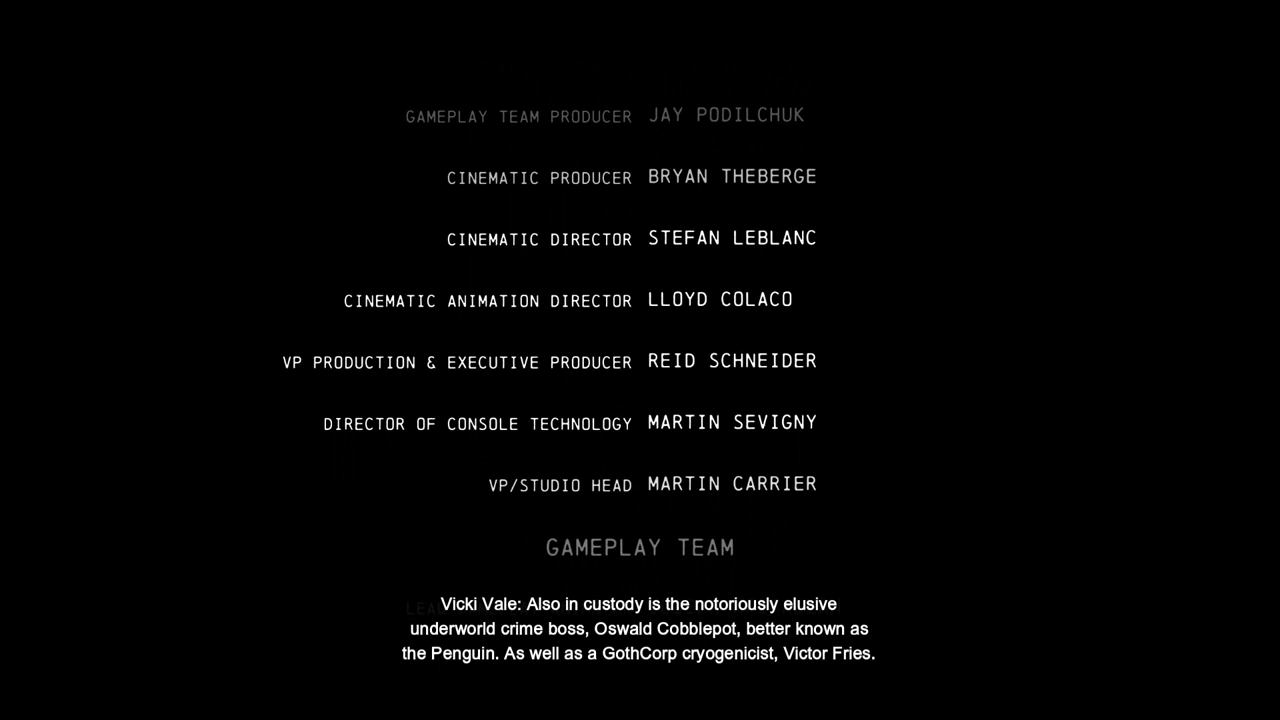 GAMEPLAY TEAM PRODUCER JAY PODILCHUK
CINEMATIC PRODUCER BRYAN THEBERGE
CINEMATIC DIRECTOR STEFAN LEBLANC
CINEMATIC ANIMATION DIRECTOR LLOYD COLACO
VP PRODUCTION & EXECUTIVE PRODUCER REID SCHNEIDER
DIRECTOR OF CONSOLE TECHNOLOGY MARTIN SEVIGNY
VP/STUDIO HEAD MARTIN CARRIER
GAMEPLAY TEAM
Vicki Vale: Also in custody is the notoriously elusive
underworld crime boss, Oswald Cobblepot, better known as
the Penguin. As well as a GothCorp cryogenicist, Victor Fries.